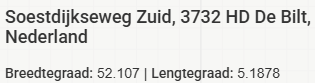 Soestdijkseweg Zuid, 3732 HD De Bilt,
Nederland
Breedtegraad: 52.107 | Lengtegraad: 5.1878